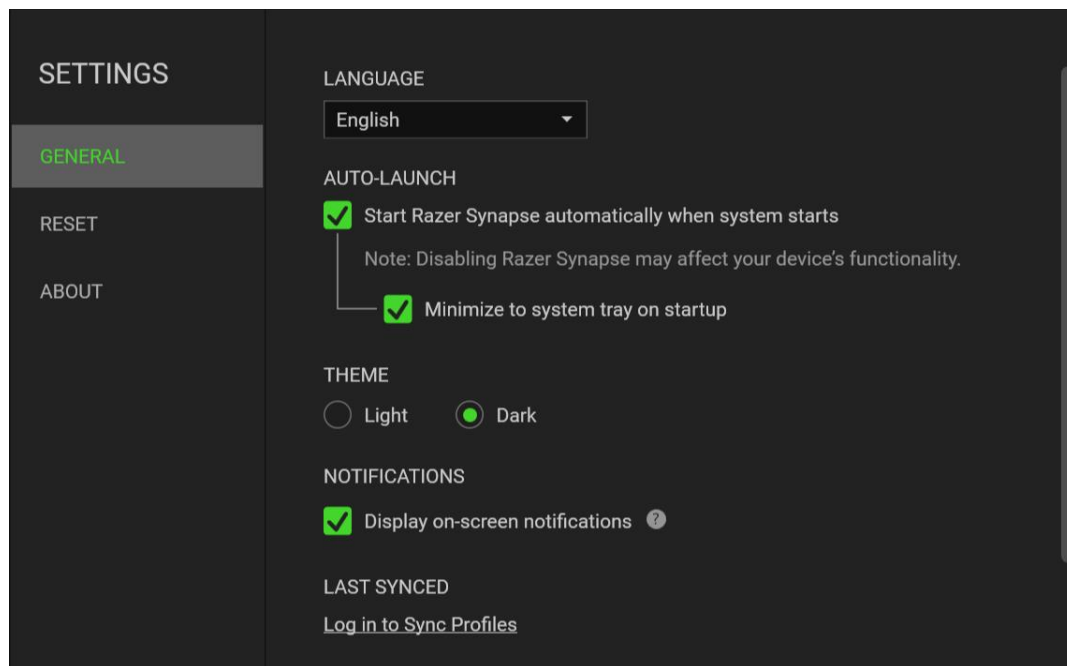 SETTINGS
GENERAL
RESET
ABOUT
LANGUAGE
English
AUTO-LAUNCH
Start Razer Synapse automatically when system starts
Note: Disabling Razer Synapse may affect your device’s functionality.
Minimize to system tray on startup
THEME
Light Dark
NOTIFICATIONS
Display on-screen notifications ?
LAST SYNCED
Log in to Sync Profiles